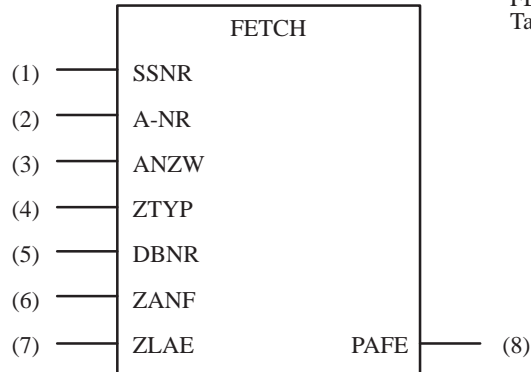 FETCH
(1) SSNR
(2) A-NR
(3) ANZW
(4) ZTYP
(5) DBNR
(6) ZANF
(7) ZLAE PAFE (8)